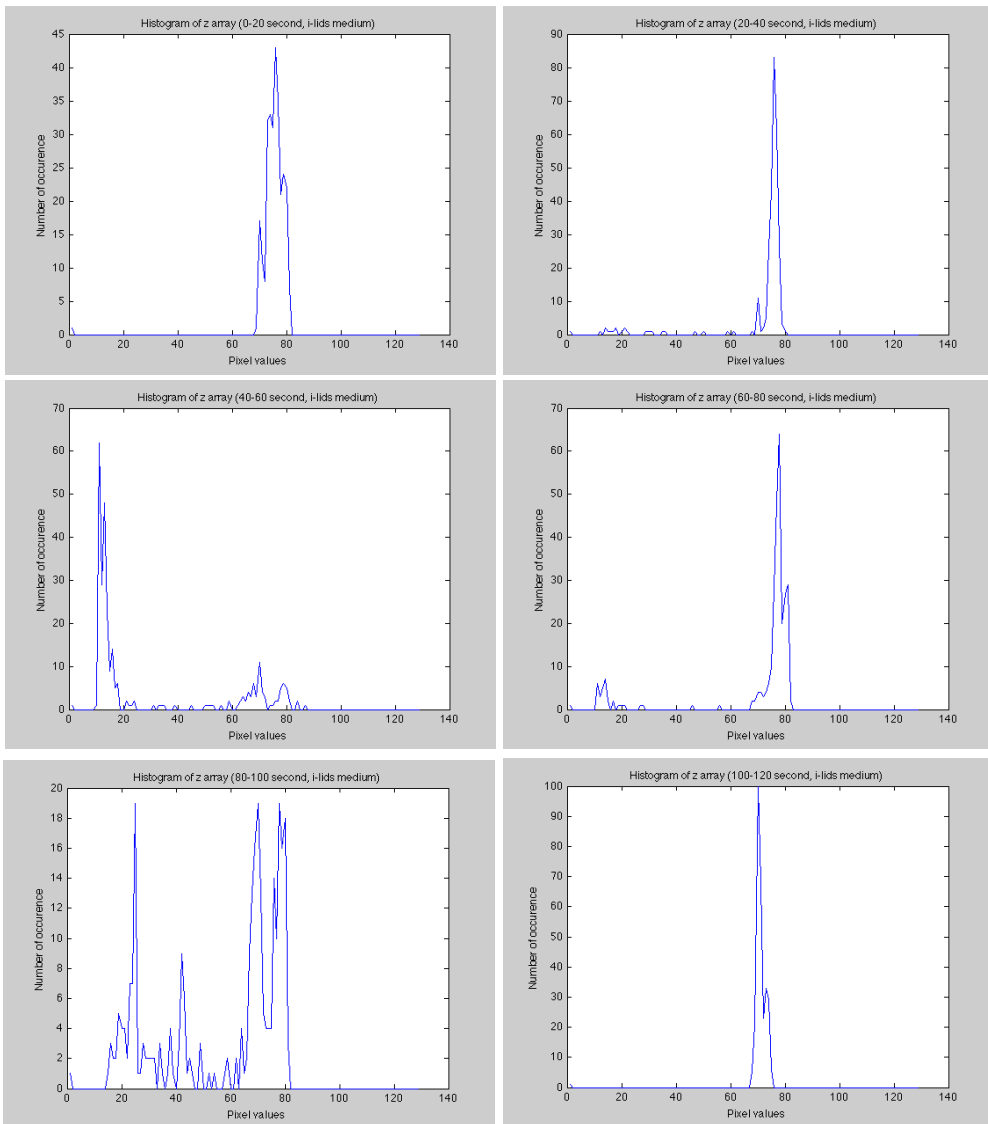 Histogram of z array (0-20 second, i-lids medium)
45
40
35
30
25
20
15
10
5
0
Number of occurence
0 20 40 60 80 100 120 140
Pixel values
Histogram of z array (20-40 second, i-lids medium)
90
80
70
60
50
40
30
20
10
0
Number of occurence
0 20 40 60 80 100 120 140
Pixel values
Histogram of z array (40-60 second, i-lids medium)
70
60
50
40
30
20
10
0
Number of occurence
0 20 40 60 80 100 120 140
Pixel values
Histogram of z array (60-80 second, i-lids medium)
70
60
50
40
30
20
10
0
Number of occurence
0 20 40 60 80 100 120 140
Pixel values
Histogram of z array (80-100 second, i-lids medium)
20
18
16
14
12
10
8
6
4
2
0
Number of occurence
0 20 40 60 80 100 120 140
Pixel values
Histogram of z array (100-120 second, i-lids medium)
100
90
80
70
60
50
40
30
20
10
0
Number of occurence
0 20 40 60 80 100 120 140
Pixel values